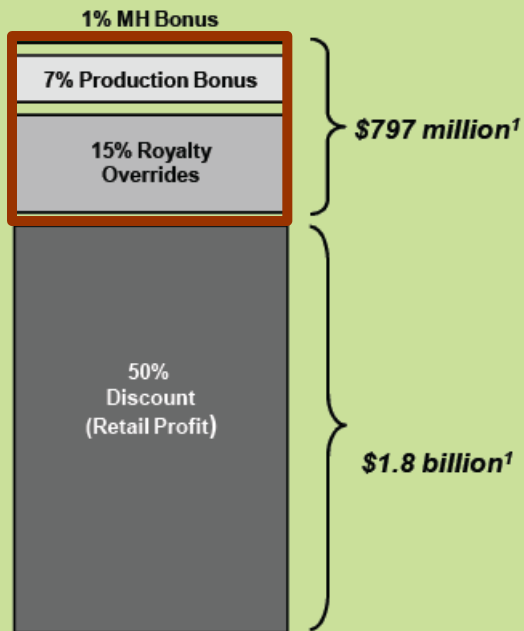 1% MH Bonus
7% Production Bonus
$797 million¹
15% Royalty
Overrides
50%
Discount
(Retail Profit)
$1.8 billion¹